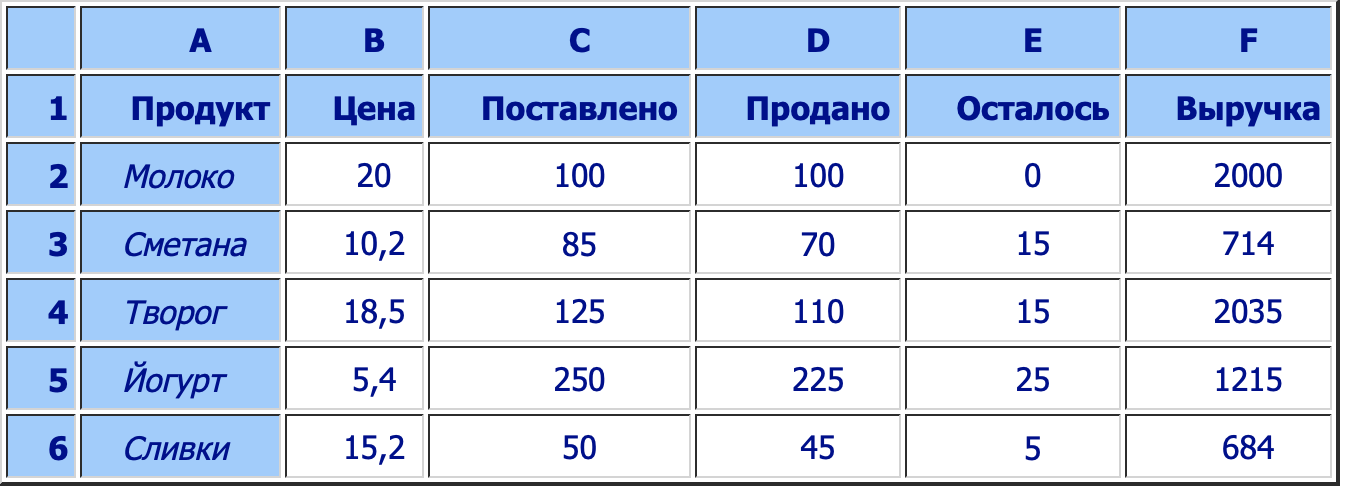 A B C D E F
1 Продукт Цена Поставлено Продано Осталось Выручка
2 Молоко 20 100 100 0 2000
3 Сметана 10,2 85 70 15 714
4 Творог 18,5 125 110 15 2035
5 Йогурт 5,4 250 225 25 1215
6 Сливки 15,2 50 45 5 684